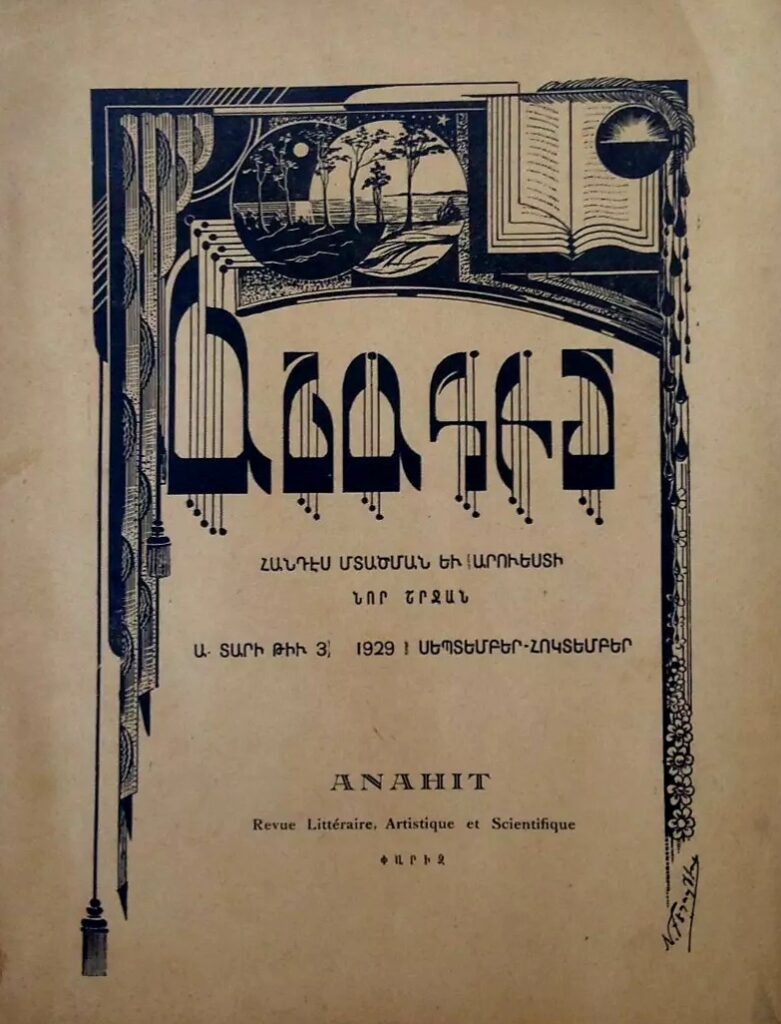 ԱՆԱՀԻՏ
ՀԱՆԴԷՍ ՄՏԱԾՄԱՆ ԵՒ ԱՐՈՒԵՍՏԻ
ՆՈՐ ՇՐՋԱՆ
Ա. ՏԱՐԻ ԹԻՒ 3, 1929 ՍԵՊՏԵՄԲԵՐ-ՀՈԿՏԵՄԲԵՐ
ANAHIT
Revue Littéraire, Artistique et Scientifique
ՓԱՐԻԶ